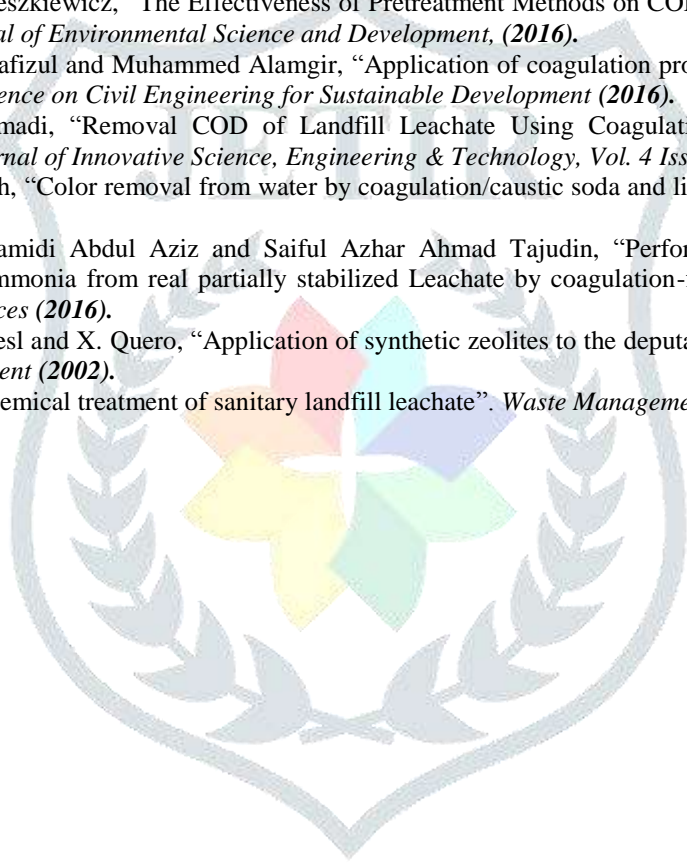 eszkiewicz, "The Effectiveness of Pretreatment Methods on COD
al of Environmental Science and Development, (2016).
afizul and Muhammed Alamgir, “Application of coagulation pro
ence on Civil Engineering for Sustainable Development (2016).
madi, “Removal COD of Landfill Leachate Using Coagulati
rnal of Innovative Science, Engineering & Technology, Vol. 4 Iss
h, “Color removal from water by coagulation/caustic soda and li
amidi Abdul Aziz and Saiful Azhar Ahmad Tajudin, “Perfor
mmonia from real partially stabilized Leachate by coagulation-
ces (2016).
esl and X. Quero, “Application of synthetic zeolites to the deputa
ent (2002).
emical treatment of sanitary landfill leachate”. Waste Manageme
JETIR